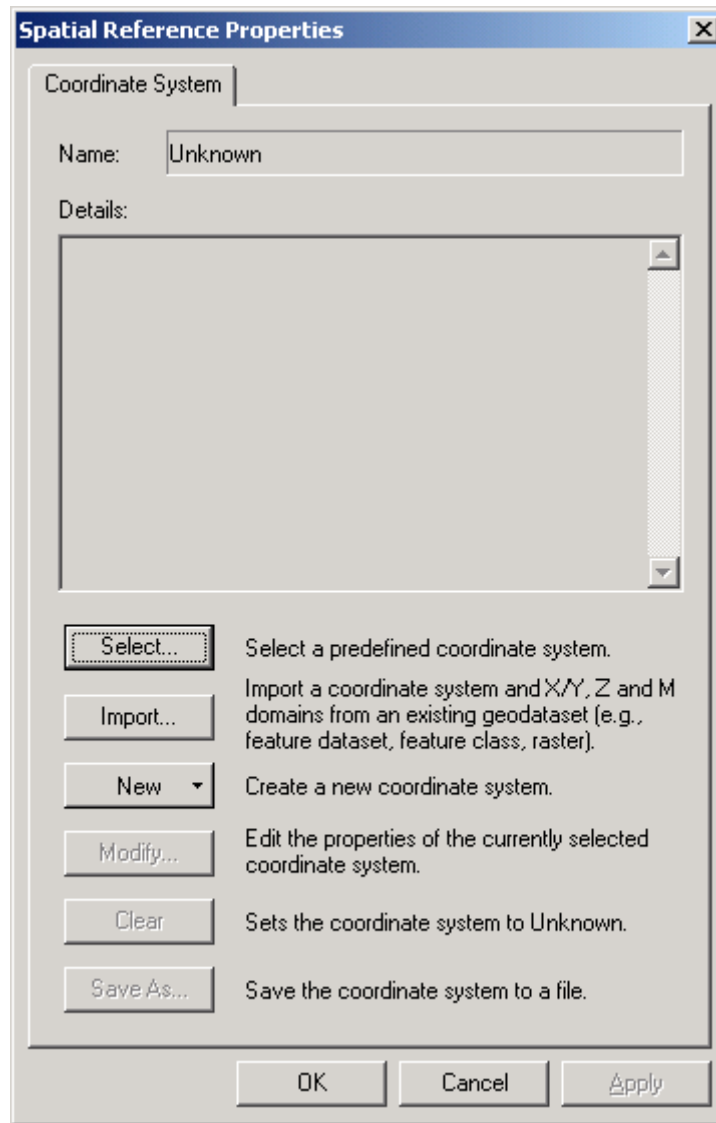 Spatial Reference Properties
Coordinate System
Name: Unknown
Details:
Select... Select a predefined coordinate system.
Import... Import a coordinate system and X/Y, Z and M
domains from an existing geodataset (e.g.,
feature dataset, feature class, raster).
New Create a new coordinate system.
Modify... Edit the properties of the currently selected
coordinate system.
Clear Sets the coordinate system to Unknown.
Save As... Save the coordinate system to a file.
OK Cancel Apply